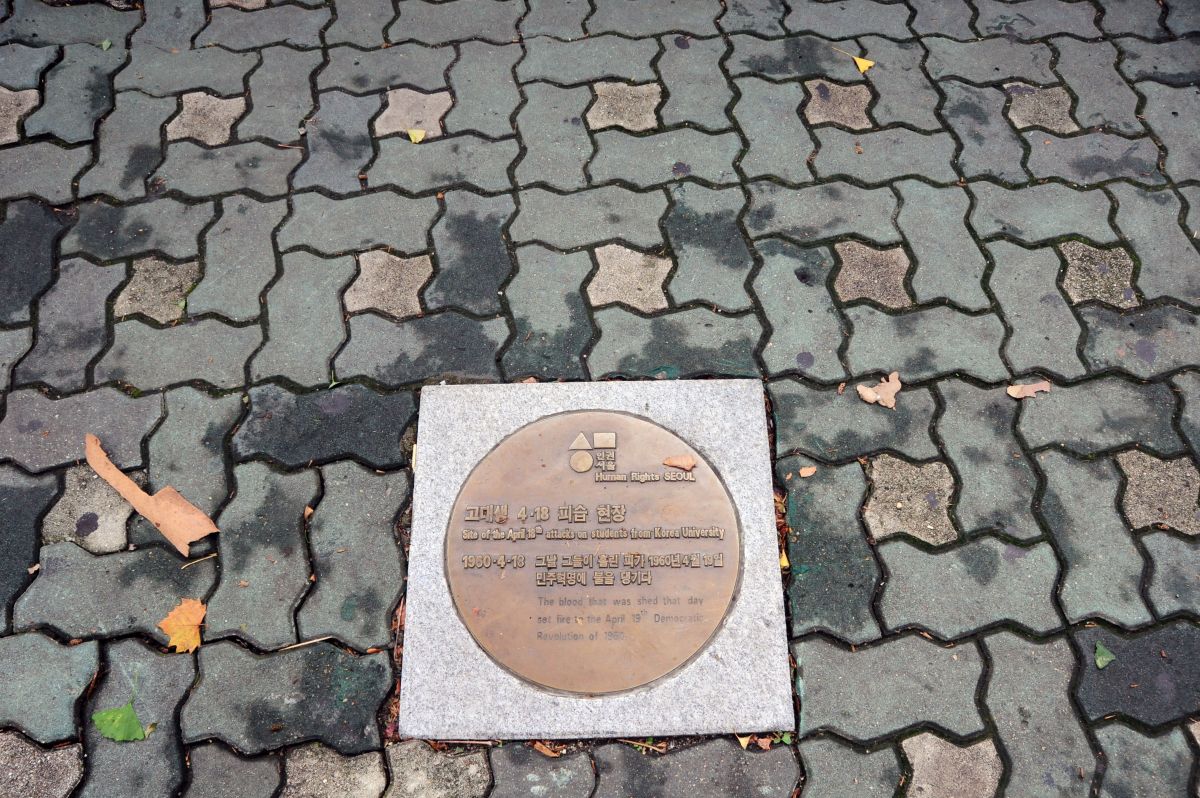 인권
서울
Human Rights SEOUL
고대생 4·18 피습 현장
Site of the April 18th attacks on students from Korea University
1960·4·18 그날 그들이 흘린 피가 1960년 4월 19일
민주혁명에 불을 댕기다
The blood that was shed that day
set fire to the April 19th Democratic
Revolution of 1960.